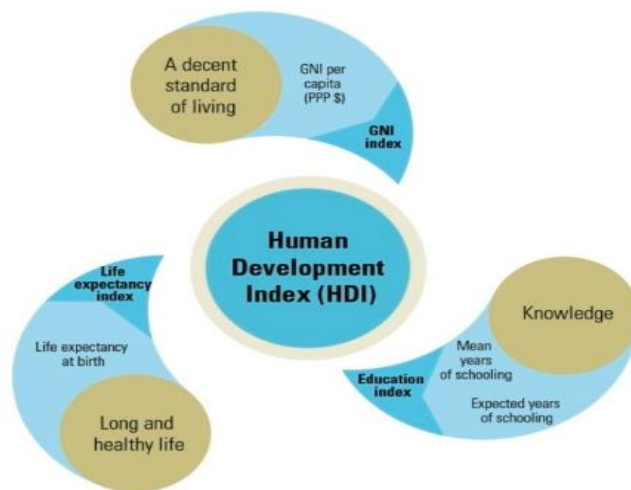 A decent
standard
of living
GNI per
capita
(PPP $)
GNI
index
Human
Development
Index (HDI)
Life
expectancy
index
Life expectancy
at birth
Long and
healthy life
Knowledge
Mean
years
of schooling
Expected years
of schooling
Education
index